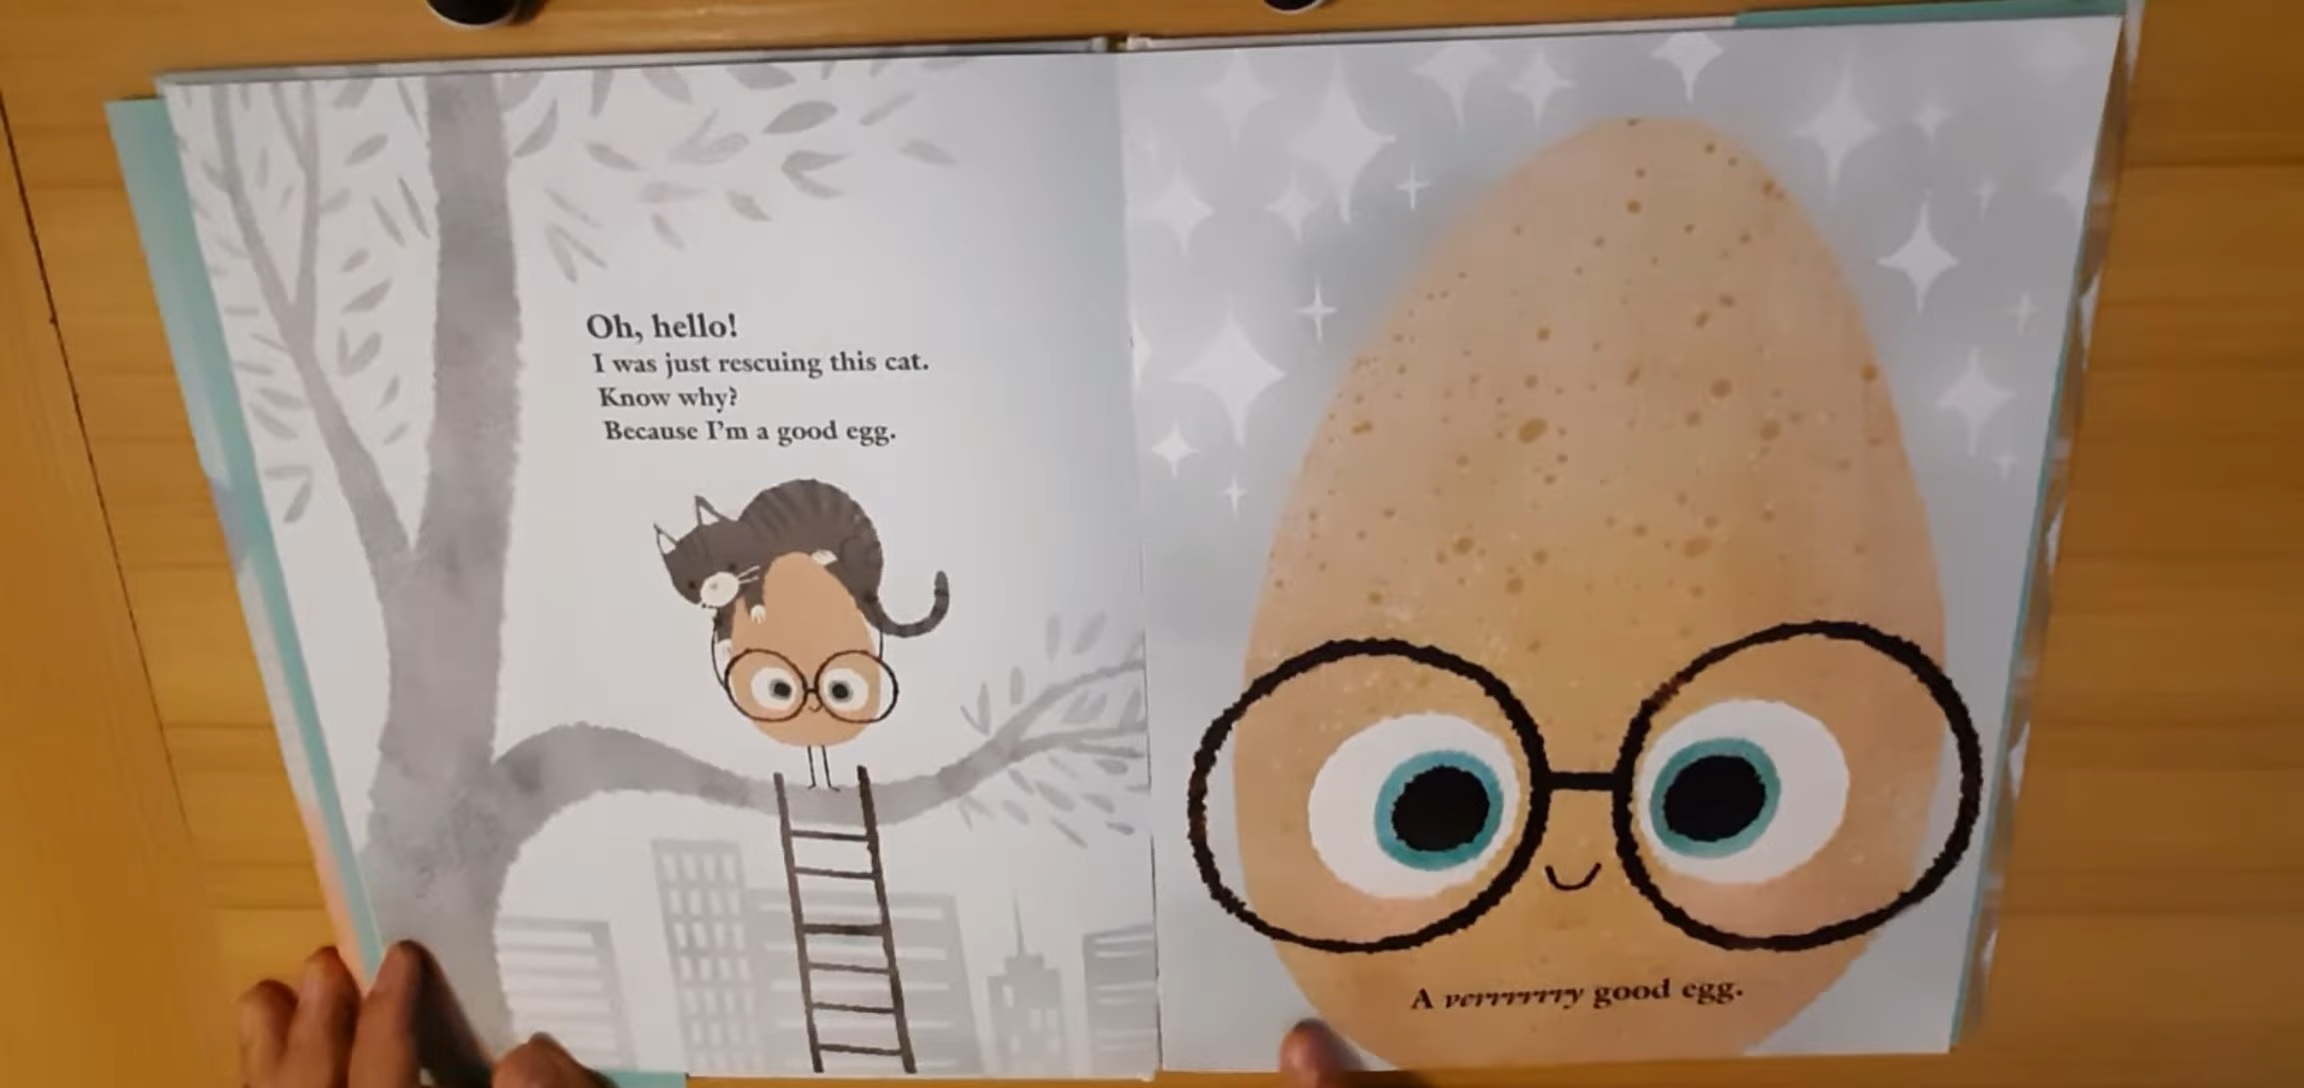 Oh, hello!
I was just rescuing this cat.
Know why?
Because I'm a good egg.
A verrrrrry good egg.